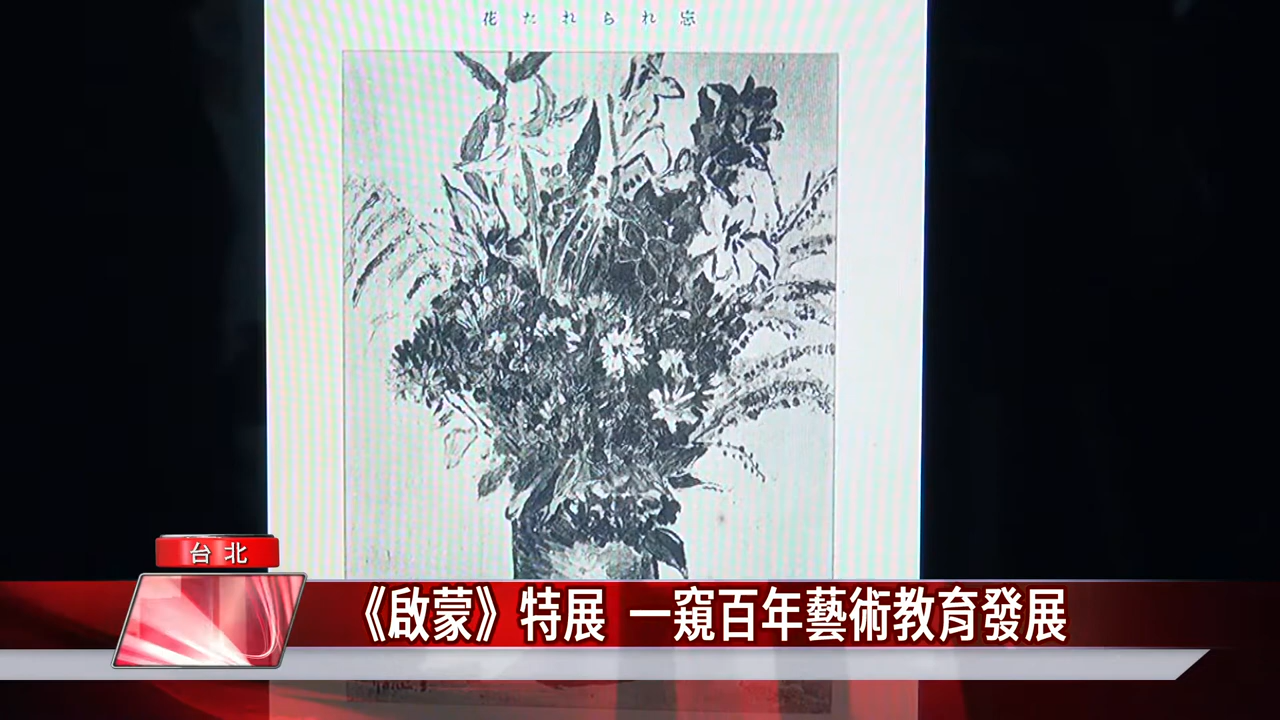 花たれられ忘
台北
《啟蒙》特展 一窺百年藝術教育發展